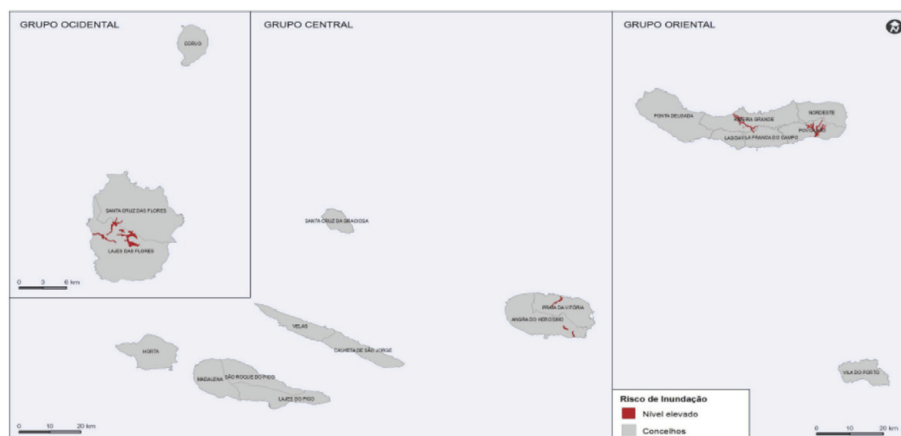 GRUPO OCIDENTAL
GRUPO CENTRAL
GRUPO ORIENTAL
CORVO
SANTA CRUZ DAS FLORES
LAJES DAS FLORES
0 3 6 km
SANTA CRUZ DA GRACIOSA
VELAS
CALHETA DE SÃO JORGE
PRAIA DA VITÓRIA
ANGRA DO HEROÍSMO
HORTA
MADALENA
SÃO ROQUE DO PICO
LAJES DO PICO
0 10 20 km
PONTA DELGADA
RIBEIRA GRANDE
NORDESTE
LAGOA
VILA FRANCA DO CAMPO
VILA DO PORTO
Risco de Inundação
Nível elevado
Concelhos
0 10 20 km